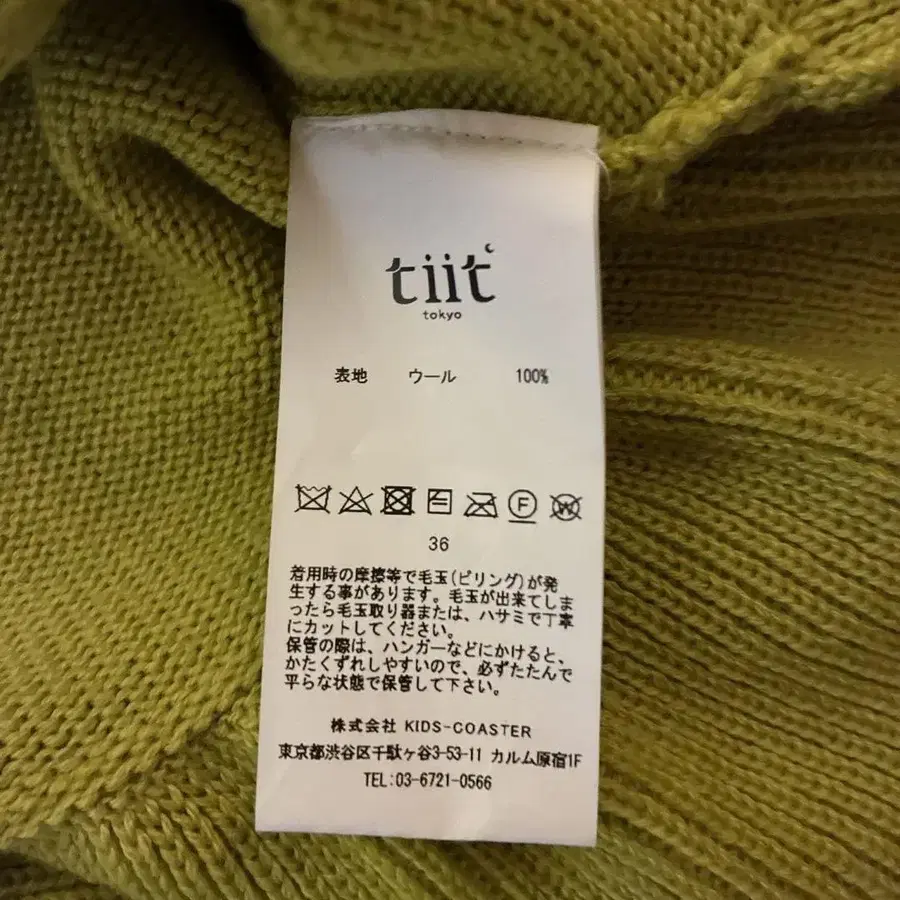 tiit
tokyo
表地 ウール 100%
F W
36
着用時の摩擦等で毛玉(ピリング)が発
生する事があります。毛玉が出来てしま
ったら毛玉取り器または、ハサミで丁寧
にカットしてください。
保管の際は、ハンガーなどにかけると、
かたくずれしやすいので、必ずたたんで
平らな状態で保管して下さい。
株式会社 KIDS-COASTER
東京都渋谷区千駄ヶ谷3-53-11 カルム原宿1F
TEL:03-6721-0566